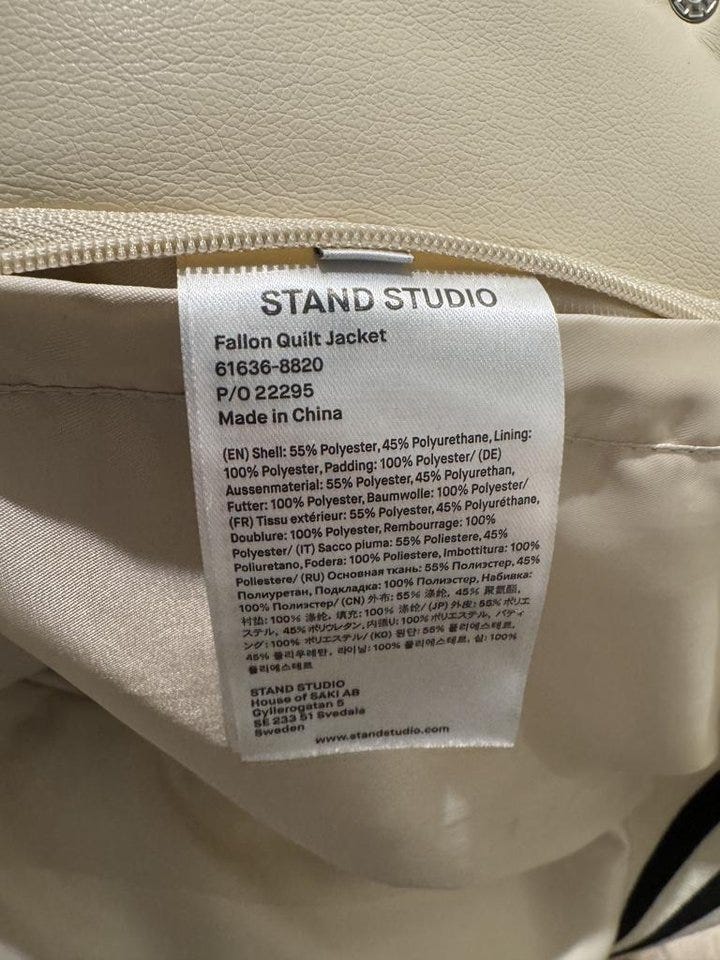 STAND STUDIO
Fallon Quilt Jacket
61636-8820
P/O 22295
Made in China
(EN) Shell: 55% Polyester, 45% Polyurethane, Lining:
100% Polyester, Padding: 100% Polyester/ (DE)
Aussenmaterial: 55% Polyester, 45% Polyurethan,
Futter: 100% Polyester, Baumwolle: 100% Polyester/
(FR) Tissu extérieur: 55% Polyester, 45% Polyuréthane,
Doublure: 100% Polyester, Rembourrage: 100%
Polyester/ (IT) Sacco piuma: 55% Poliestere, 45%
Poliuretano, Fodera: 100% Poliestere, Imbottitura: 100%
Poliestere/ (RU) Основная ткань: 55% Полиэстер, 45%
Полиуретан, Подкладка: 100% Полиэстер, Набивка:
100% Полиэстер/ (CN) 外布: 55% 涤纶, 45% 聚氨酯,
衬垫: 100% 涤纶, 填充: 100% 涤纶/ (JP) 外皮: 55% ポリエ
ステル, 45% ポリウレタン, 内張り: 100% ポリエステル, パディ
ング: 100% ポリエステル/ (KO) 원단: 55% 폴리에스테르,
45% 폴리우레탄, 라이닝: 100% 폴리에스테르, 실: 100%
폴리에스테르
STAND STUDIO
House of SAKI AB
Gyllerogatan 5
SE 233 51 Svedala
Sweden
www.standstudio.com